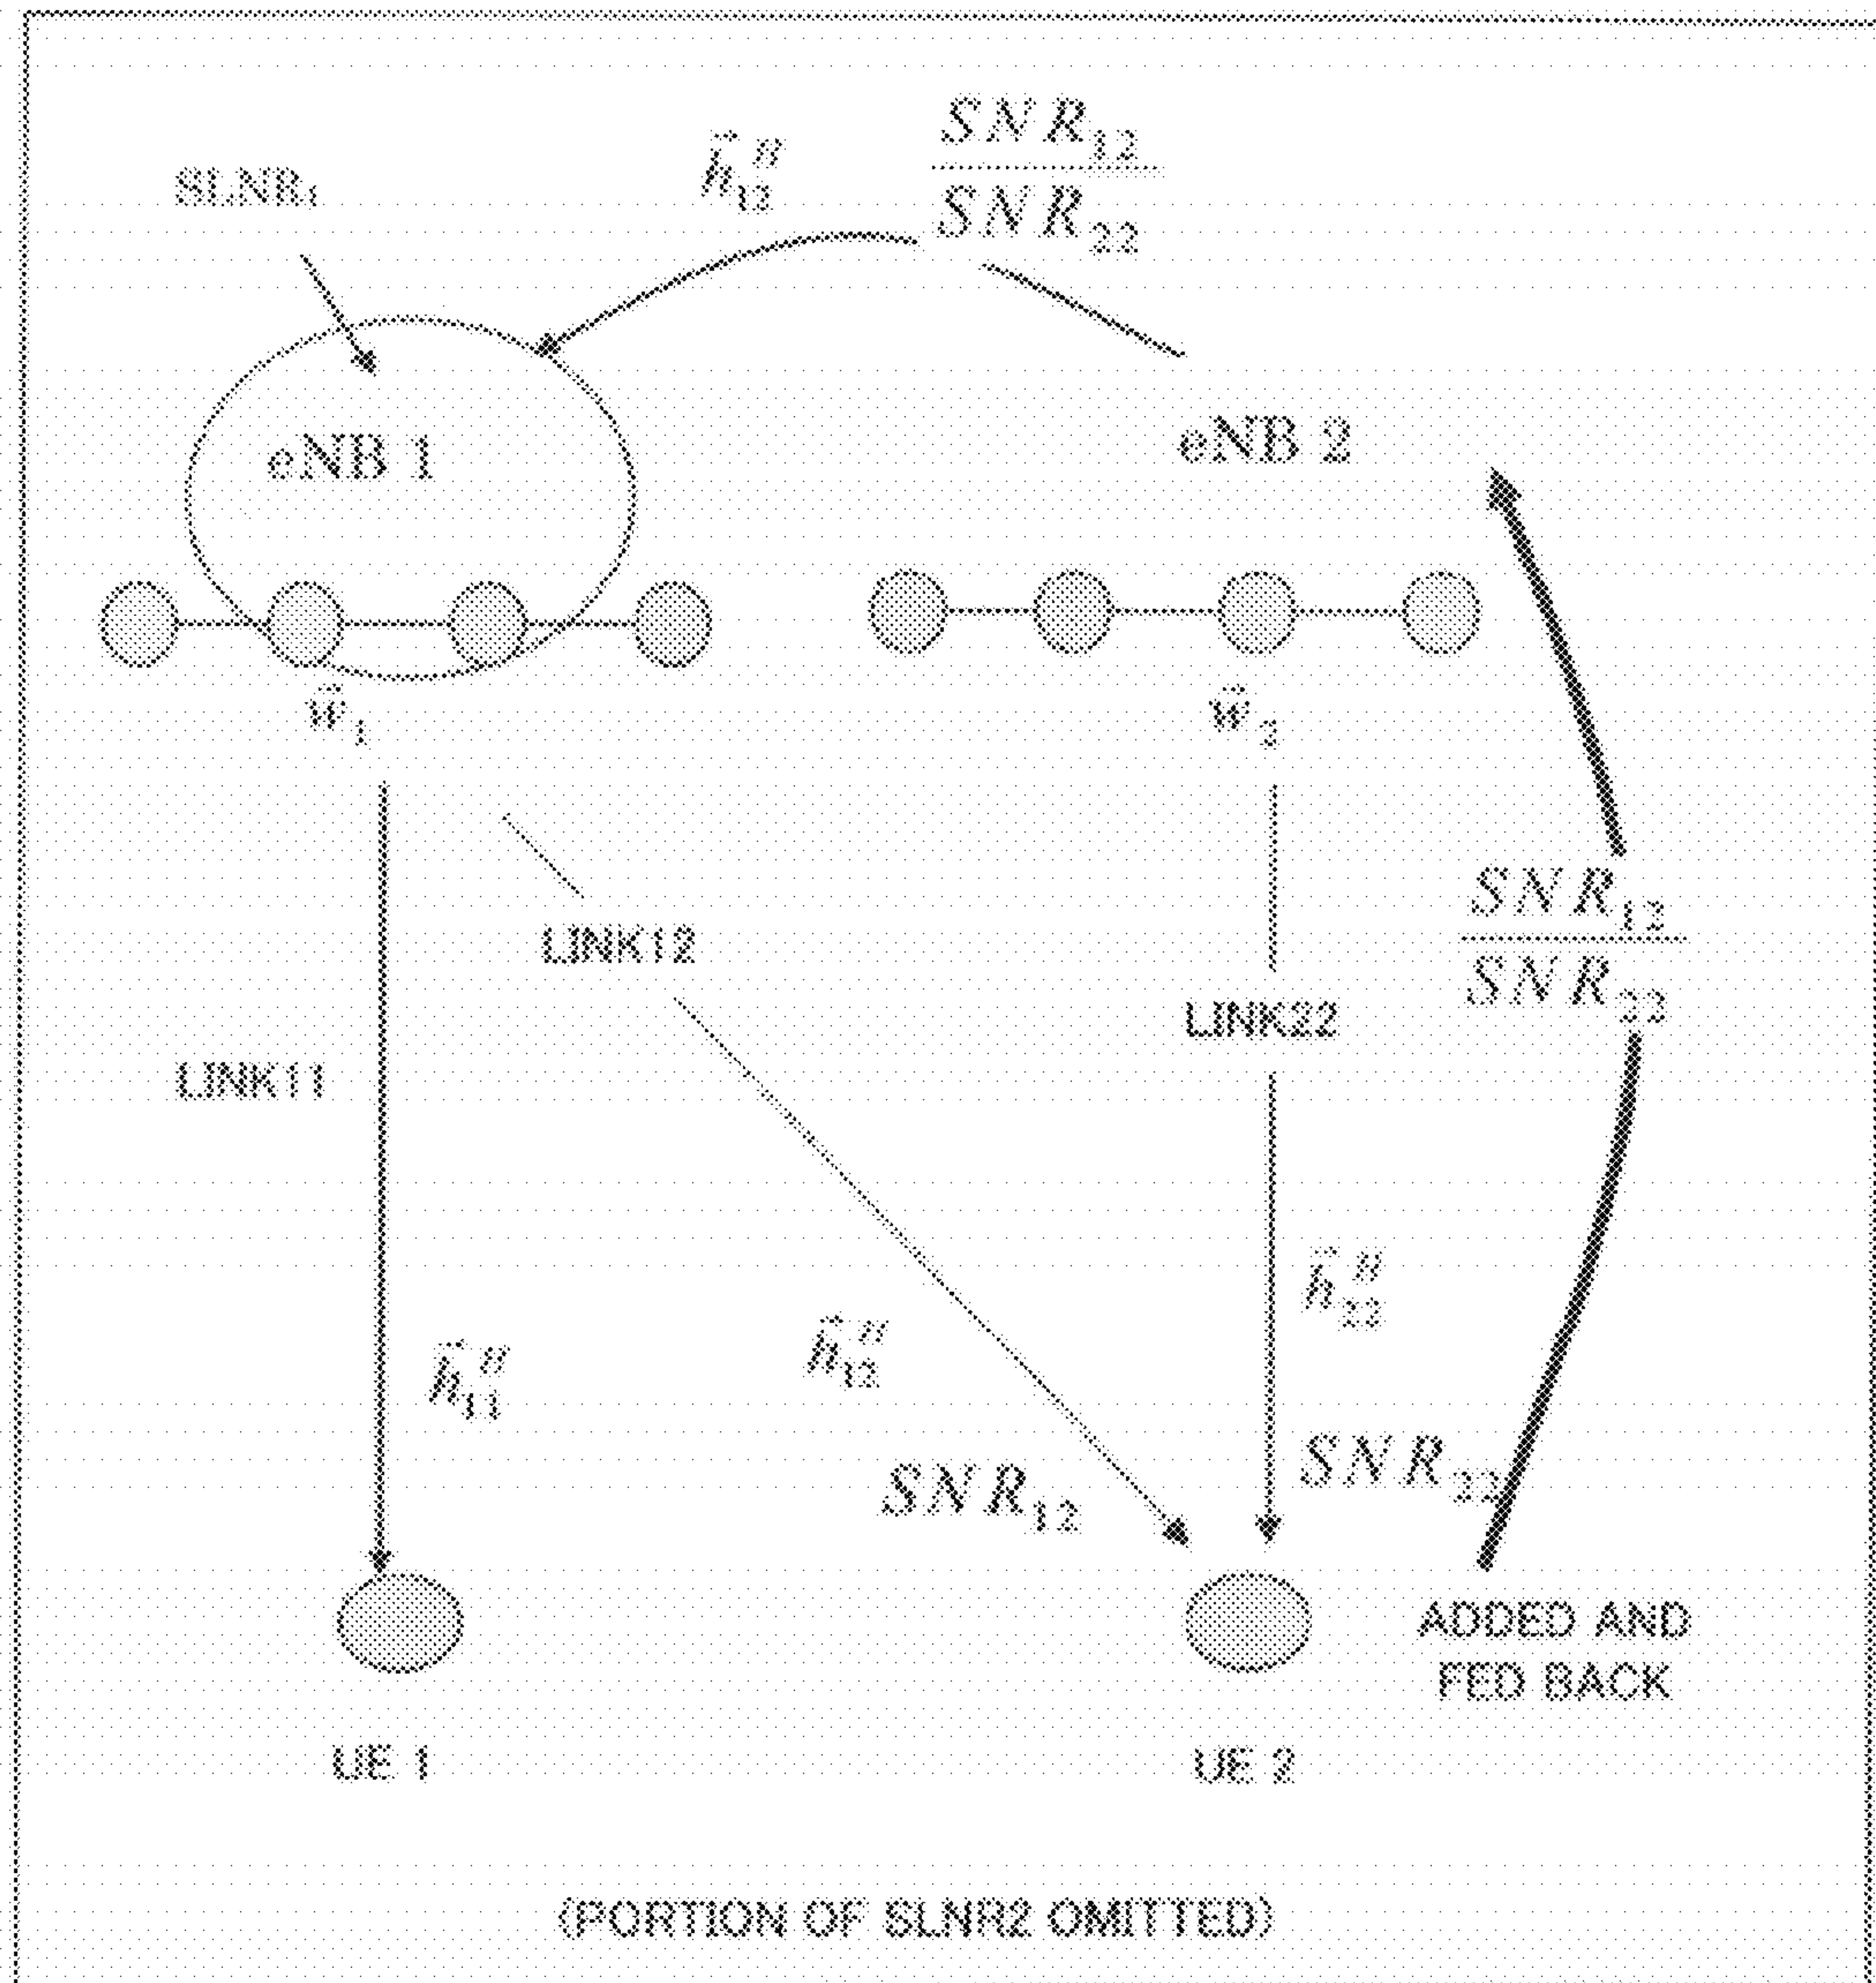 SNR₁₂
SLNR₁ h⃗₁₂ᴴ
SNR₂₂
eNB 1 eNB 2
w⃗₁ w⃗₂
SNR₁₂
LINK12
SNR₂₂
LINK22
LINK11
h⃗₂₂ᴴ
h⃗₁₁ᴴ h⃗₁₂ᴴ
SNR₁₂ SNR₂₂
ADDED AND
FED BACK
UE 1 UE 2
(PORTION OF SLNR2 OMITTED)